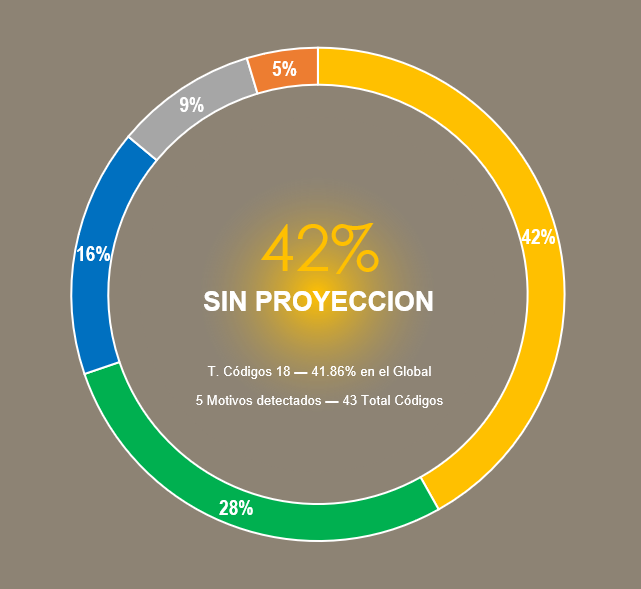 5%
9%
42%
16%
42%
SIN PROYECCION
T. Códigos 18 — 41.86% en el Global
5 Motivos detectados — 43 Total Códigos
28%